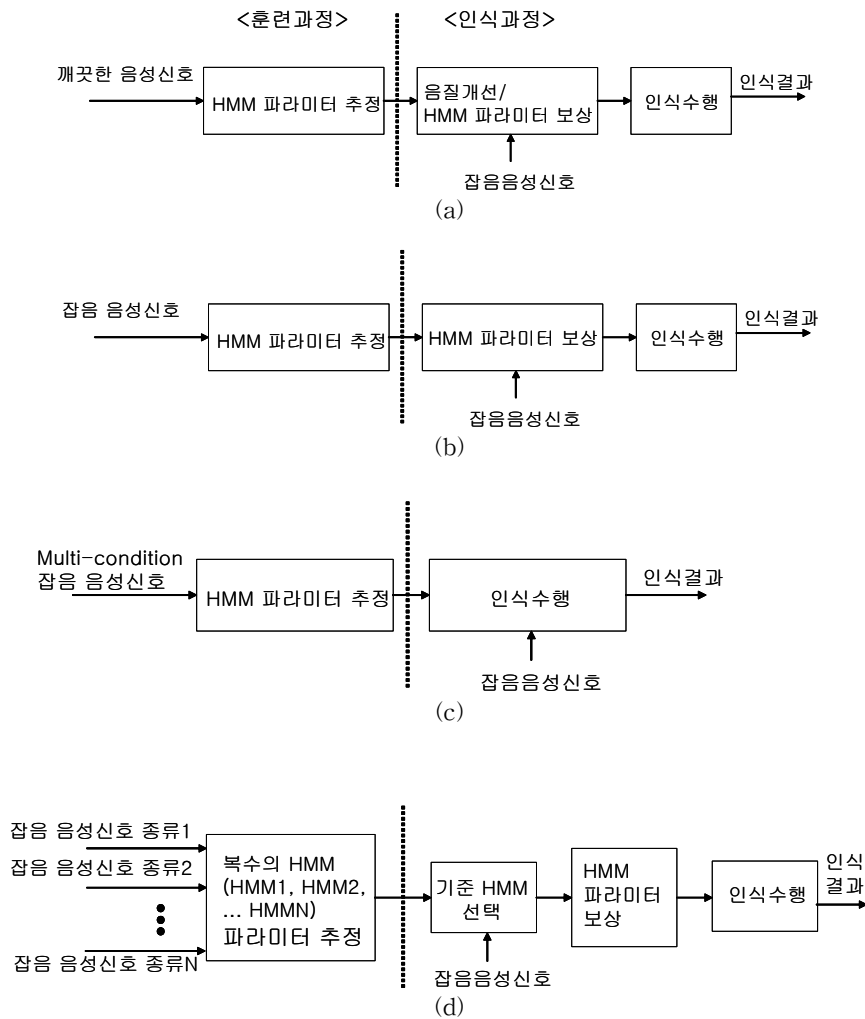 <훈련과정>
<인식과정>
깨끗한 음성신호
HMM 파라미터 추정
음질개선/
HMM 파라미터 보상
인식수행
인식결과
잡음음성신호
(a)
잡음 음성신호
HMM 파라미터 추정
HMM 파라미터 보상
인식수행
인식결과
잡음음성신호
(b)
Multi-condition
잡음 음성신호
HMM 파라미터 추정
인식수행
인식결과
잡음음성신호
(c)
잡음 음성신호 종류1
잡음 음성신호 종류2
잡음 음성신호 종류N
복수의 HMM
(HMM1, HMM2,
... HMMN)
파라미터 추정
기준 HMM
선택
HMM
파라미터
보상
인식수행
인식
결과
잡음음성신호
(d)